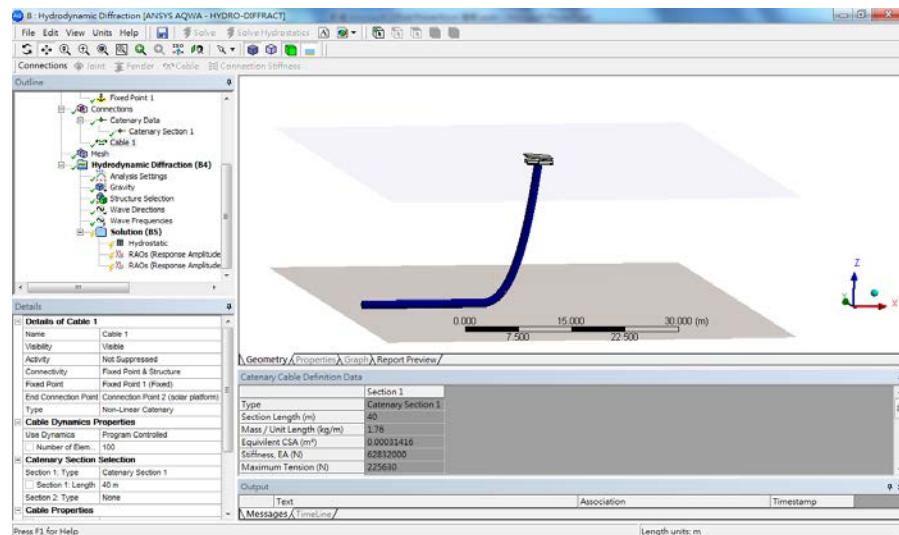 B : Hydrodynamic Diffraction [ANSYS AQWA - HYDRO-DIFFRACT]
File Edit View Units Help Solve Solve Hydrostatics
Connections Joint Fender Cable Connection Stiffness
Outline
Fixed Point 1
Connections
Catenary Data
Catenary Section 1
Cable 1
Mesh
Hydrodynamic Diffraction (B4)
Analysis Settings
Gravity
Structure Selection
Wave Directions
Wave Frequencies
Solution (B5)
Hydrostatic
RAOs (Response Amplitude
RAOs (Response Amplitude
Details
Details of Cable 1
Name Cable 1
Visibility Visible
Activity Not Suppressed
Connectivity Fixed Point & Structure
Fixed Point Fixed Point 1 (Fixed)
End Connection Point Connection Point 2 (solar platform)
Type Non-Linear Catenary
Cable Dynamics Properties
Use Dynamics Program Controlled
Number of Elem... 100
Catenary Section Selection
Section 1: Type Catenary Section 1
Section 1: Length 40 m
Section 2: Type None
Cable Properties
Z
X
0.000 15.000 30.000 (m)
7.500 22.500
Geometry Properties Graph Report Preview
Catenary Cable Definition Data
Section 1
Type Catenary Section 1
Section Length (m) 40
Mass / Unit Length (kg/m) 1.76
Equivilent CSA (m²) 0.00031416
Stiffness, EA (N) 62832000
Maximum Tension (N) 225630
Output
Text Association Timestamp
Messages TimeLine
Press F1 for Help Length units: m